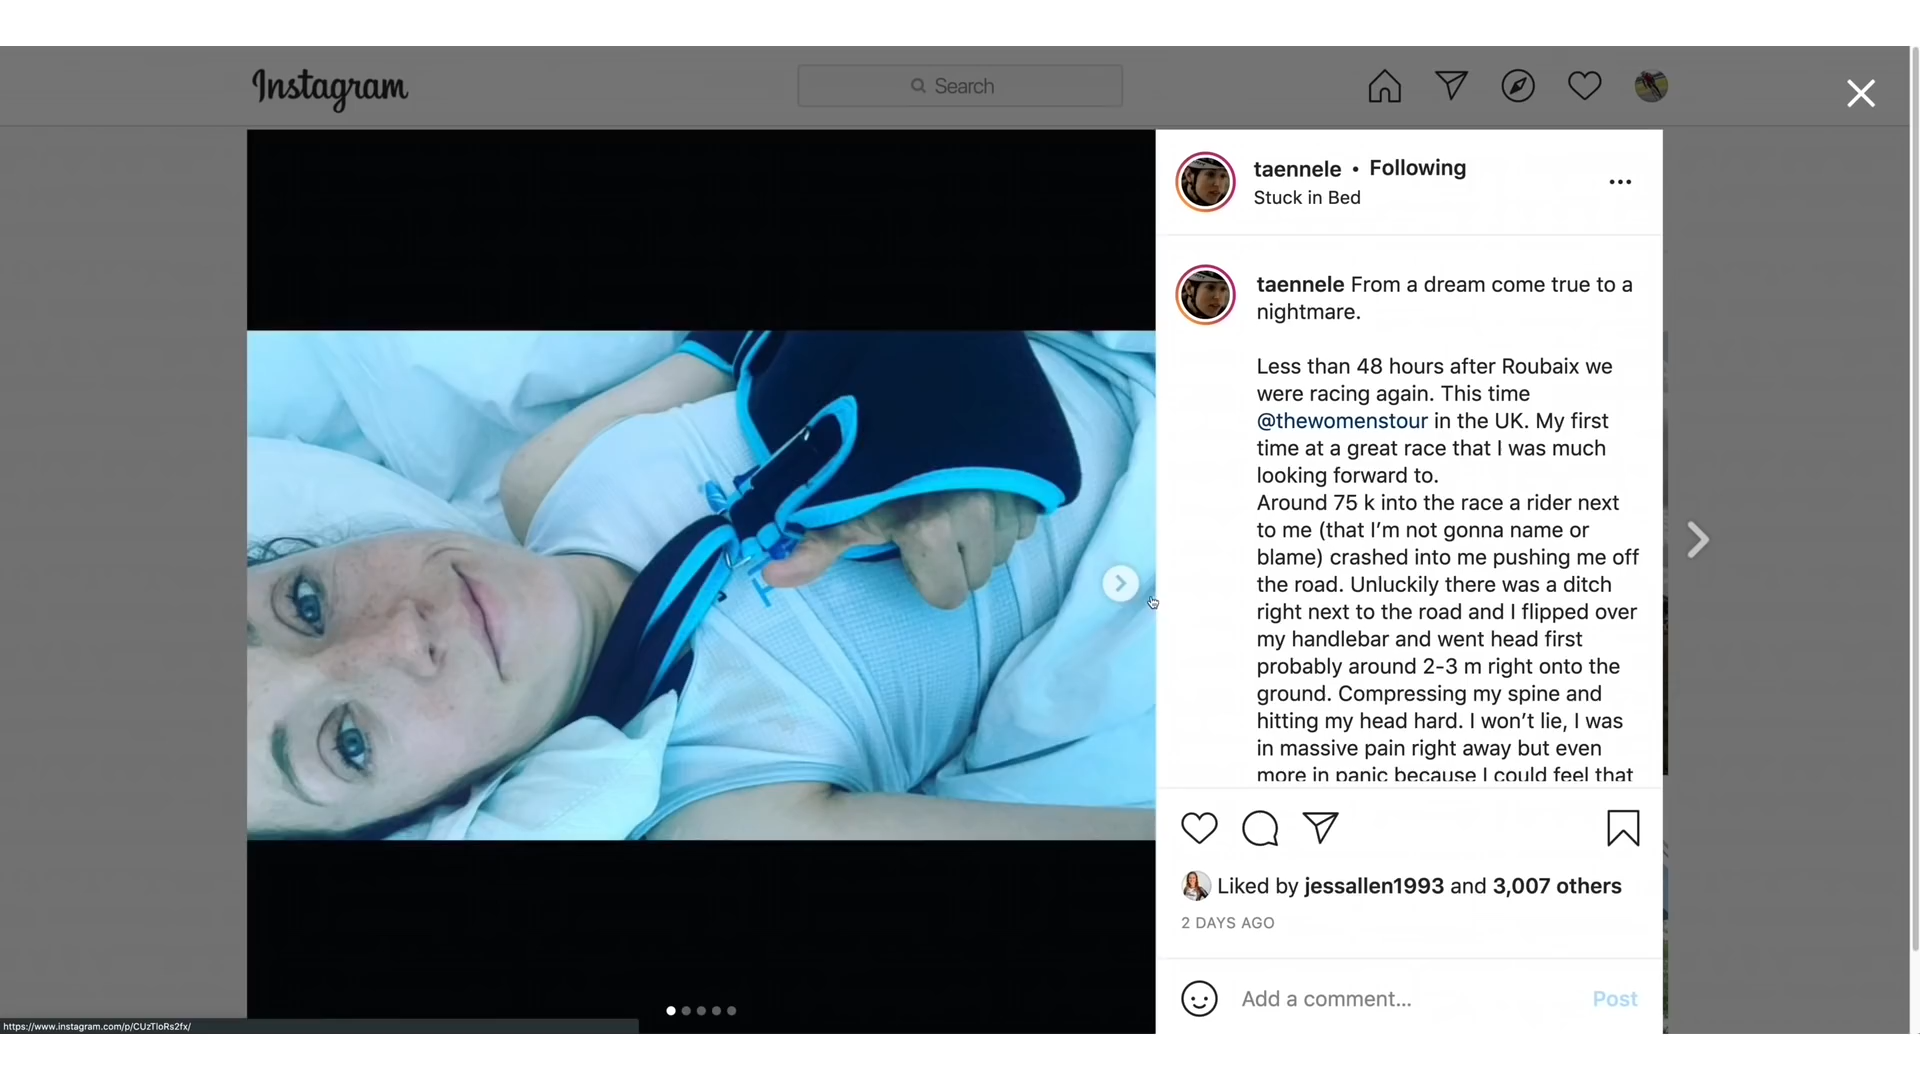 Instagram
Search
taennele • Following
Stuck in Bed
taennele From a dream come true to a
nightmare.
Less than 48 hours after Roubaix we
were racing again. This time
@thewomenstour in the UK. My first
time at a great race that I was much
looking forward to.
Around 75 k into the race a rider next
to me (that I’m not gonna name or
blame) crashed into me pushing me off
the road. Unluckily there was a ditch
right next to the road and I flipped over
my handlebar and went head first
probably around 2-3 m right onto the
ground. Compressing my spine and
hitting my head hard. I won’t lie, I was
in massive pain right away but even
more in panic because I could feel that
Liked by jessallen1993 and 3,007 others
2 DAYS AGO
Add a comment...
Post
https://www.instagram.com/p/CUzTloRs2fx/